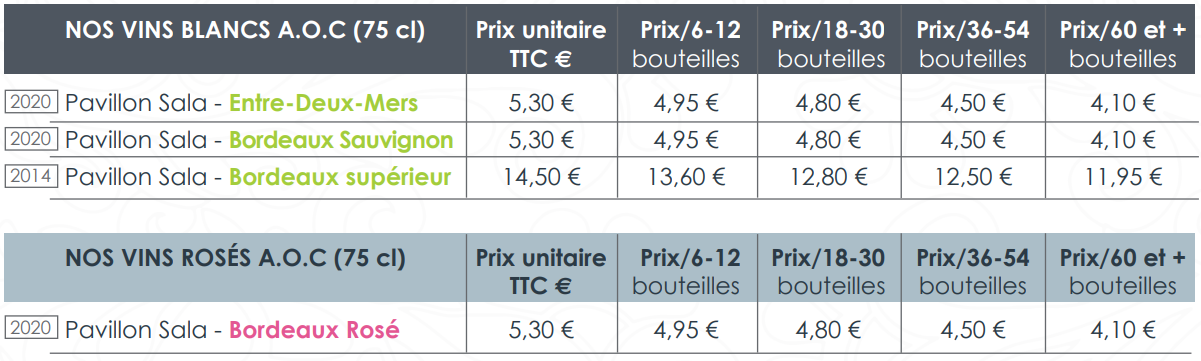 NOS VINS BLANCS A.O.C (75 cl) Prix unitaire Prix/6-12 Prix/18-30 Prix/36-54 Prix/60 et +
TTC € bouteilles bouteilles bouteilles bouteilles
2020 Pavillon Sala - Entre-Deux-Mers 5,30 € 4,95 € 4,80 € 4,50 € 4,10 €
2020 Pavillon Sala - Bordeaux Sauvignon 5,30 € 4,95 € 4,80 € 4,50 € 4,10 €
2014 Pavillon Sala - Bordeaux supérieur 14,50 € 13,60 € 12,80 € 12,50 € 11,95 €
NOS VINS ROSÉS A.O.C (75 cl) Prix unitaire Prix/6-12 Prix/18-30 Prix/36-54 Prix/60 et +
TTC € bouteilles bouteilles bouteilles bouteilles
2020 Pavillon Sala - Bordeaux Rosé 5,30 € 4,95 € 4,80 € 4,50 € 4,10 €